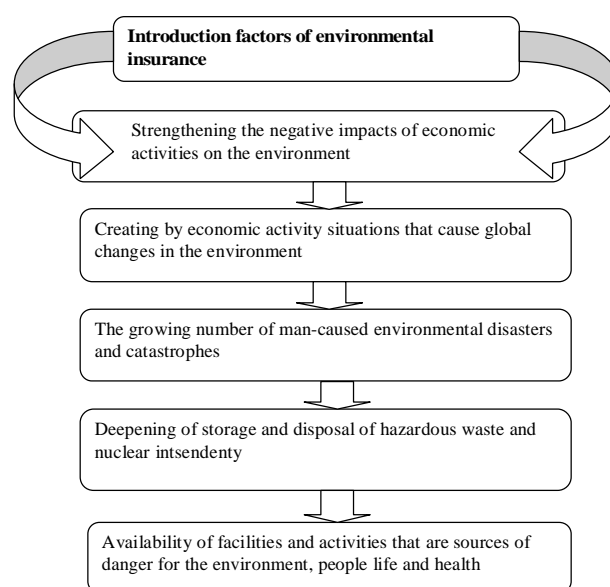 Introduction factors of environmental
insurance
Strengthening the negative impacts of economic
activities on the environment
Creating by economic activity situations that cause global
changes in the environment
The growing number of man-caused environmental disasters
and catastrophes
Deepening of storage and disposal of hazardous waste and
nuclear intsendenty
Availability of facilities and activities that are sources of
danger for the environment, people life and health